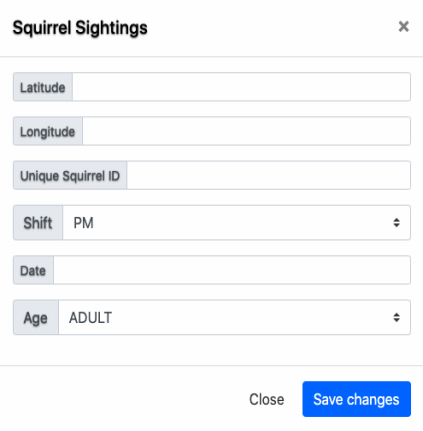 Squirrel Sightings ×
Latitude
Longitude
Unique Squirrel ID
Shift PM
Date
Age ADULT
Close Save changes